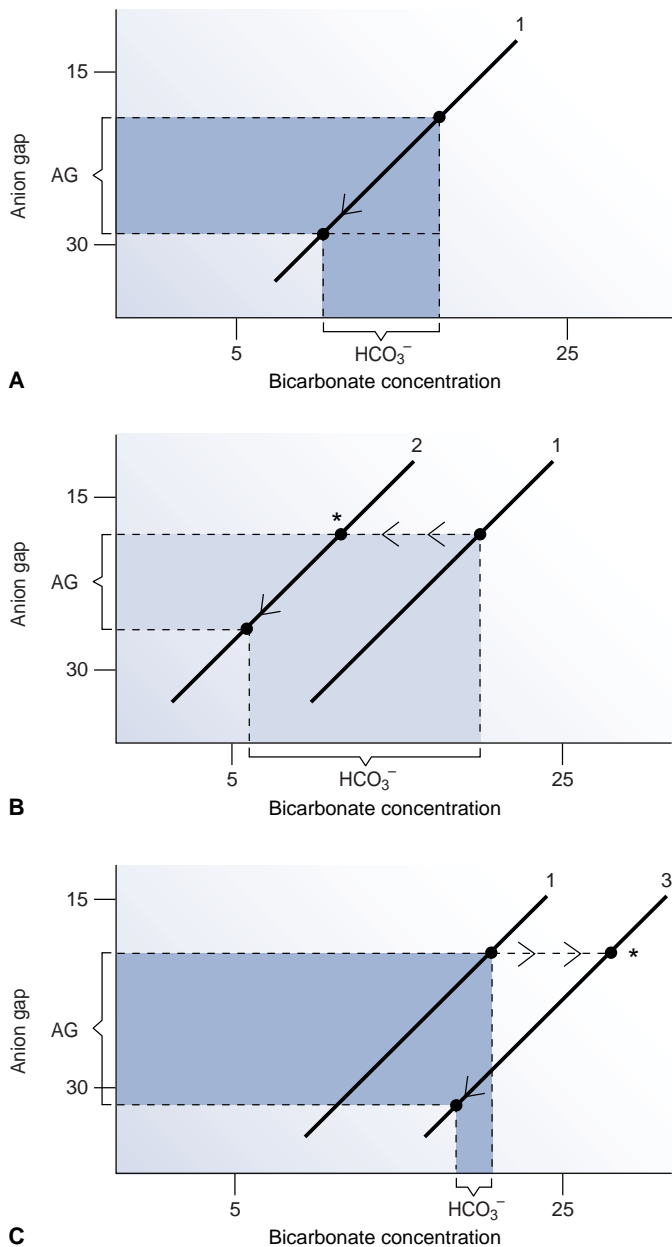 1
15
Anion gap
AG
30
HCO₃⁻
5
25
A
Bicarbonate concentration
2
1
15
*
Anion gap
AG
30
5
HCO₃⁻
25
B
Bicarbonate concentration
1
3
15
*
Anion gap
AG
30
HCO₃⁻
5
25
C
Bicarbonate concentration